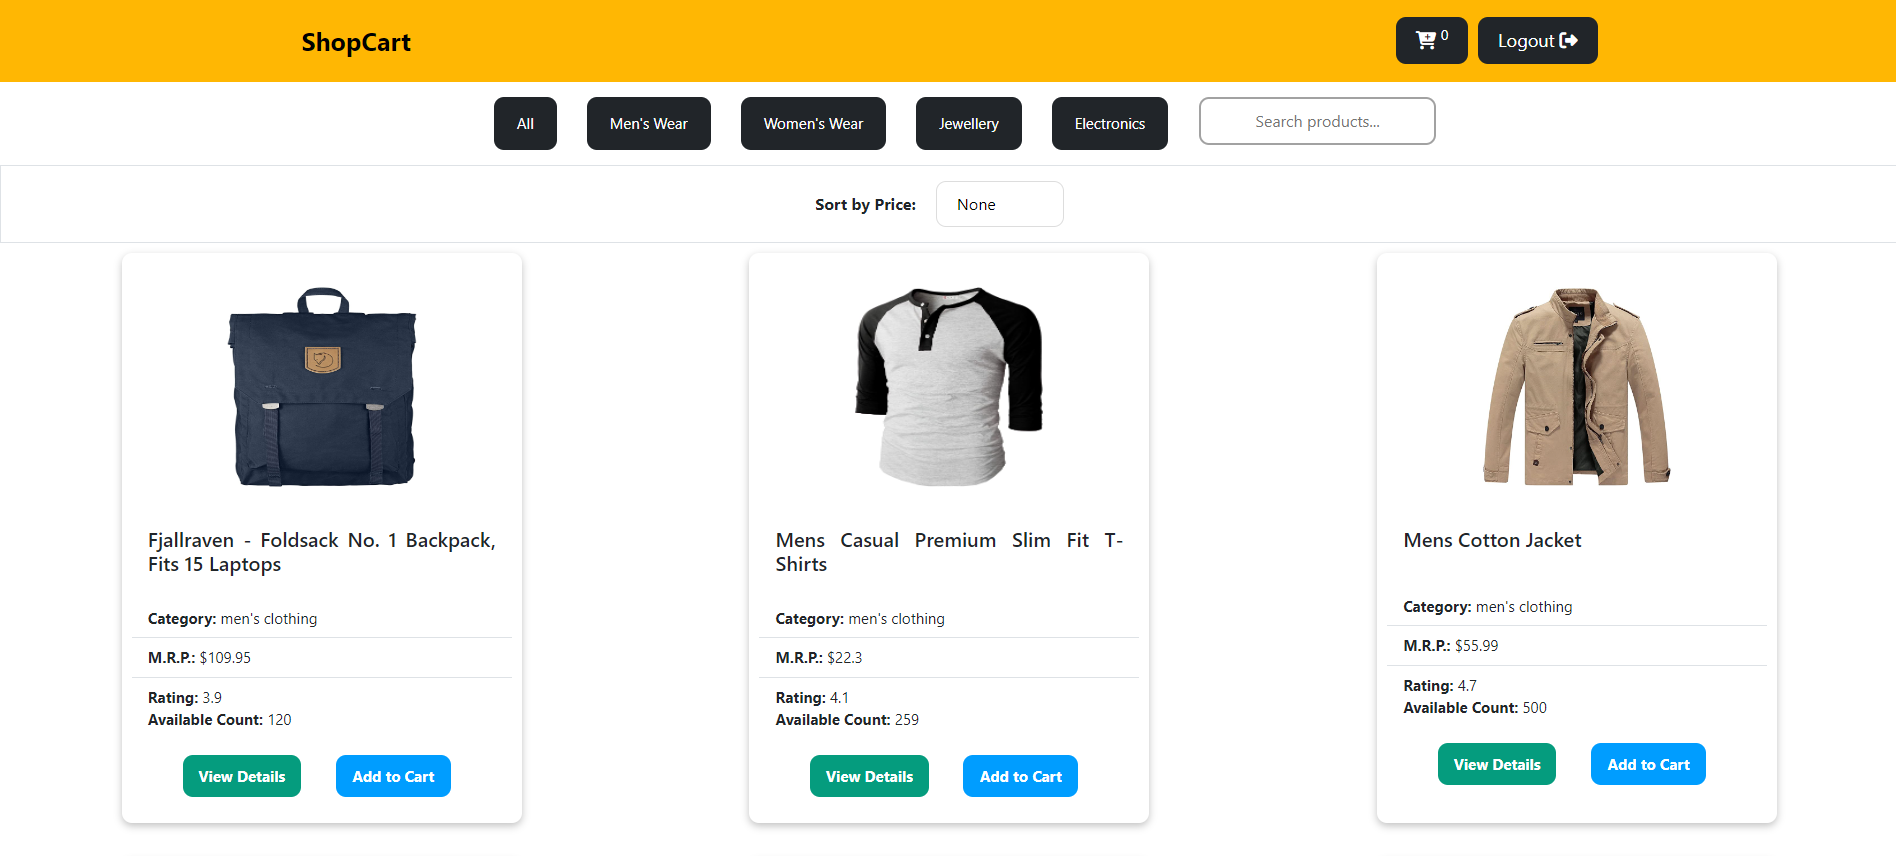 ShopCart
0
Logout
All
Men's Wear
Women's Wear
Jewellery
Electronics
Search products...
Sort by Price:
None
Fjallraven - Foldsack No. 1 Backpack,
Fits 15 Laptops
Category: men's clothing
M.R.P.: $109.95
Rating: 3.9
Available Count: 120
View Details
Add to Cart
Mens Casual Premium Slim Fit T-
Shirts
Category: men's clothing
M.R.P.: $22.3
Rating: 4.1
Available Count: 259
View Details
Add to Cart
Mens Cotton Jacket
Category: men's clothing
M.R.P.: $55.99
Rating: 4.7
Available Count: 500
View Details
Add to Cart